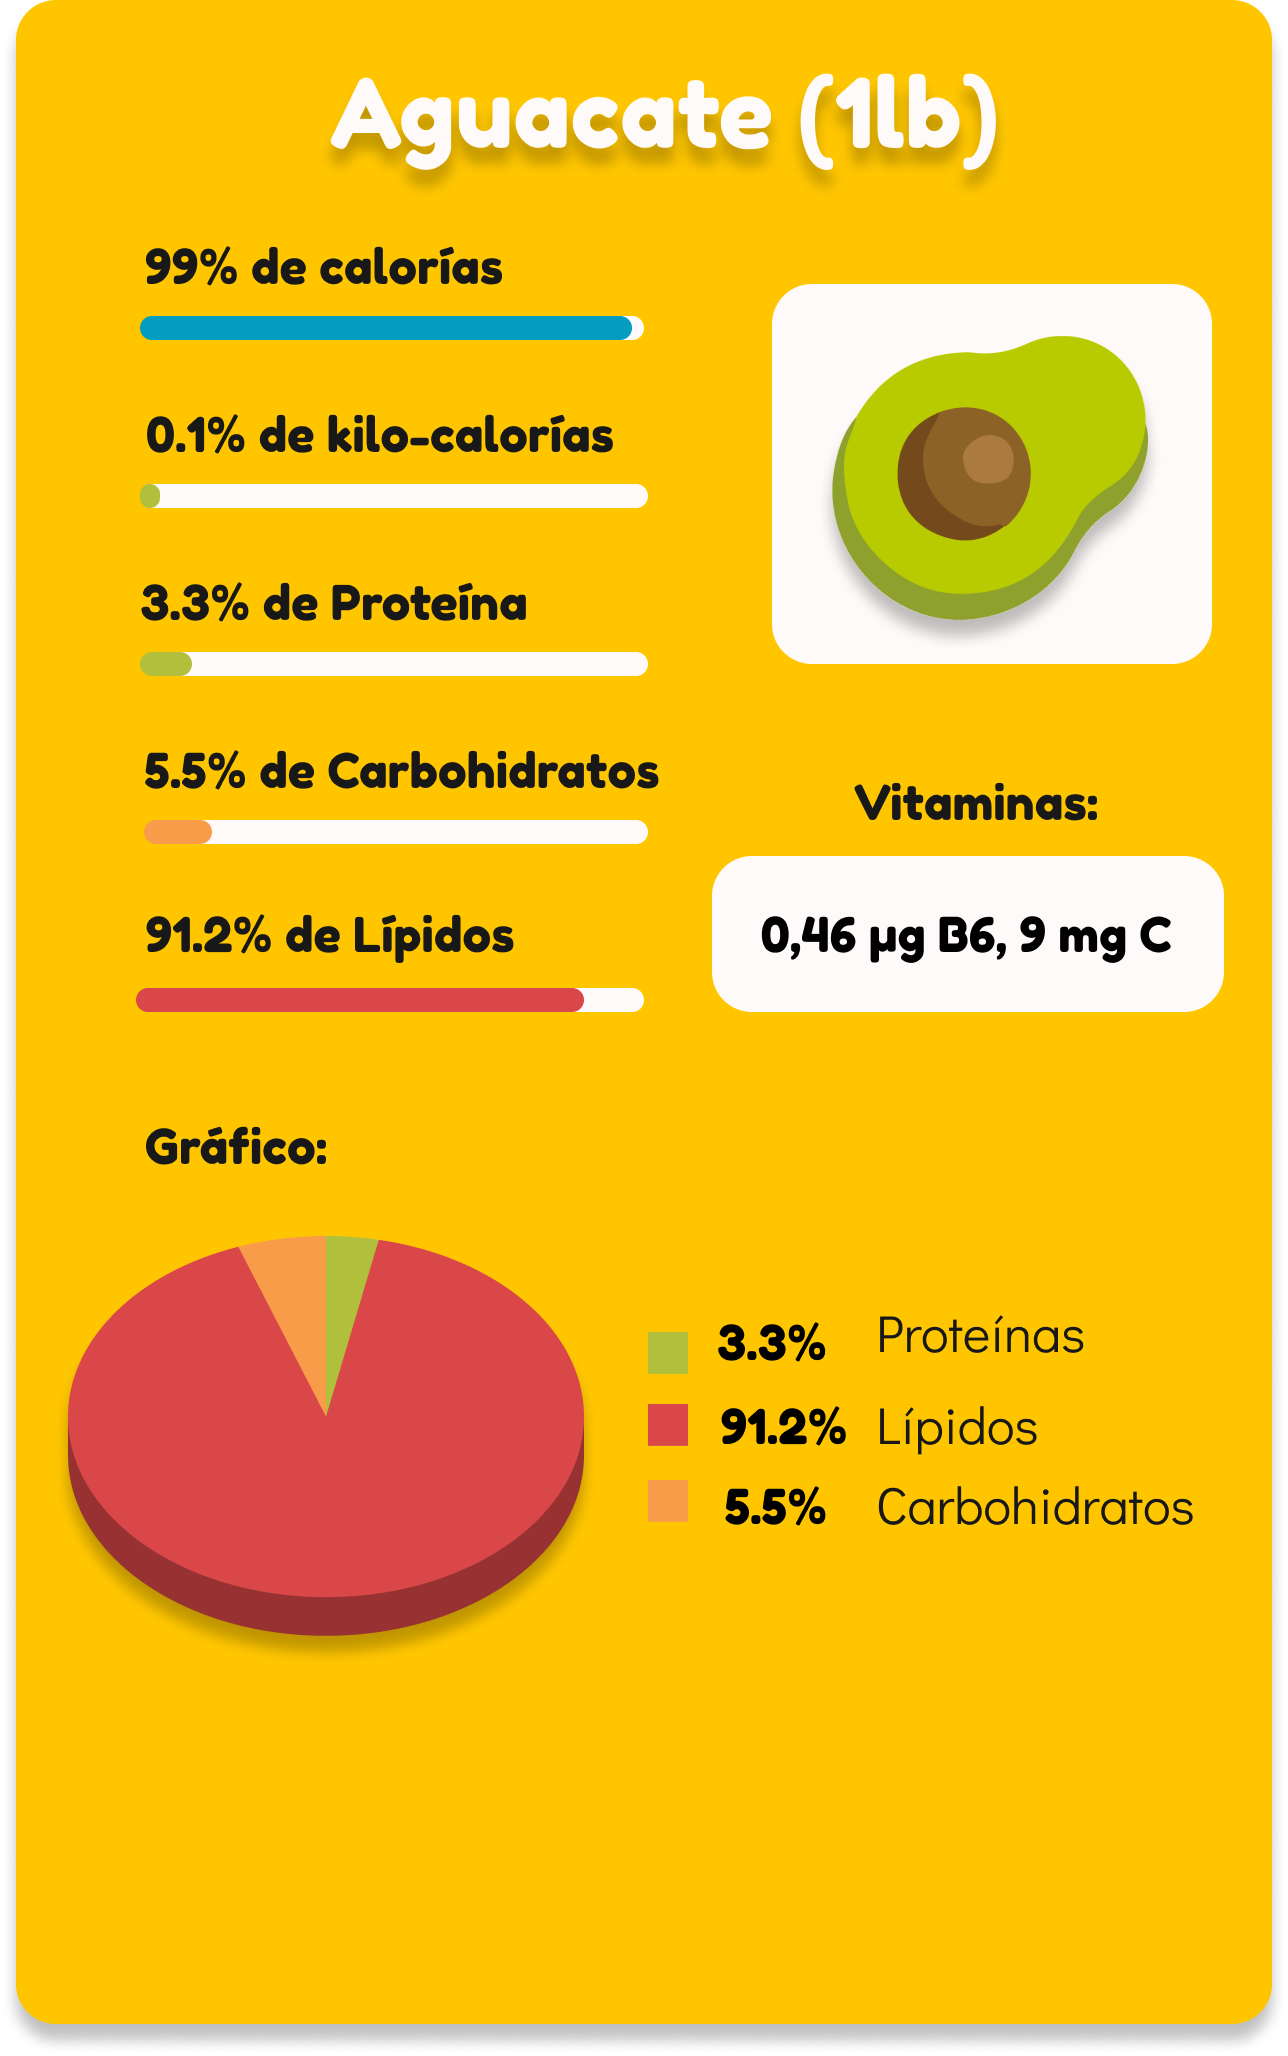 Aguacate (1lb)
99% de calorías
0.1% de kilo-calorías
3.3% de Proteína
5.5% de Carbohidratos
91.2% de Lípidos
Vitaminas:
0,46 µg B6, 9 mg C
Gráfico:
3.3% Proteínas
91.2% Lípidos
5.5% Carbohidratos